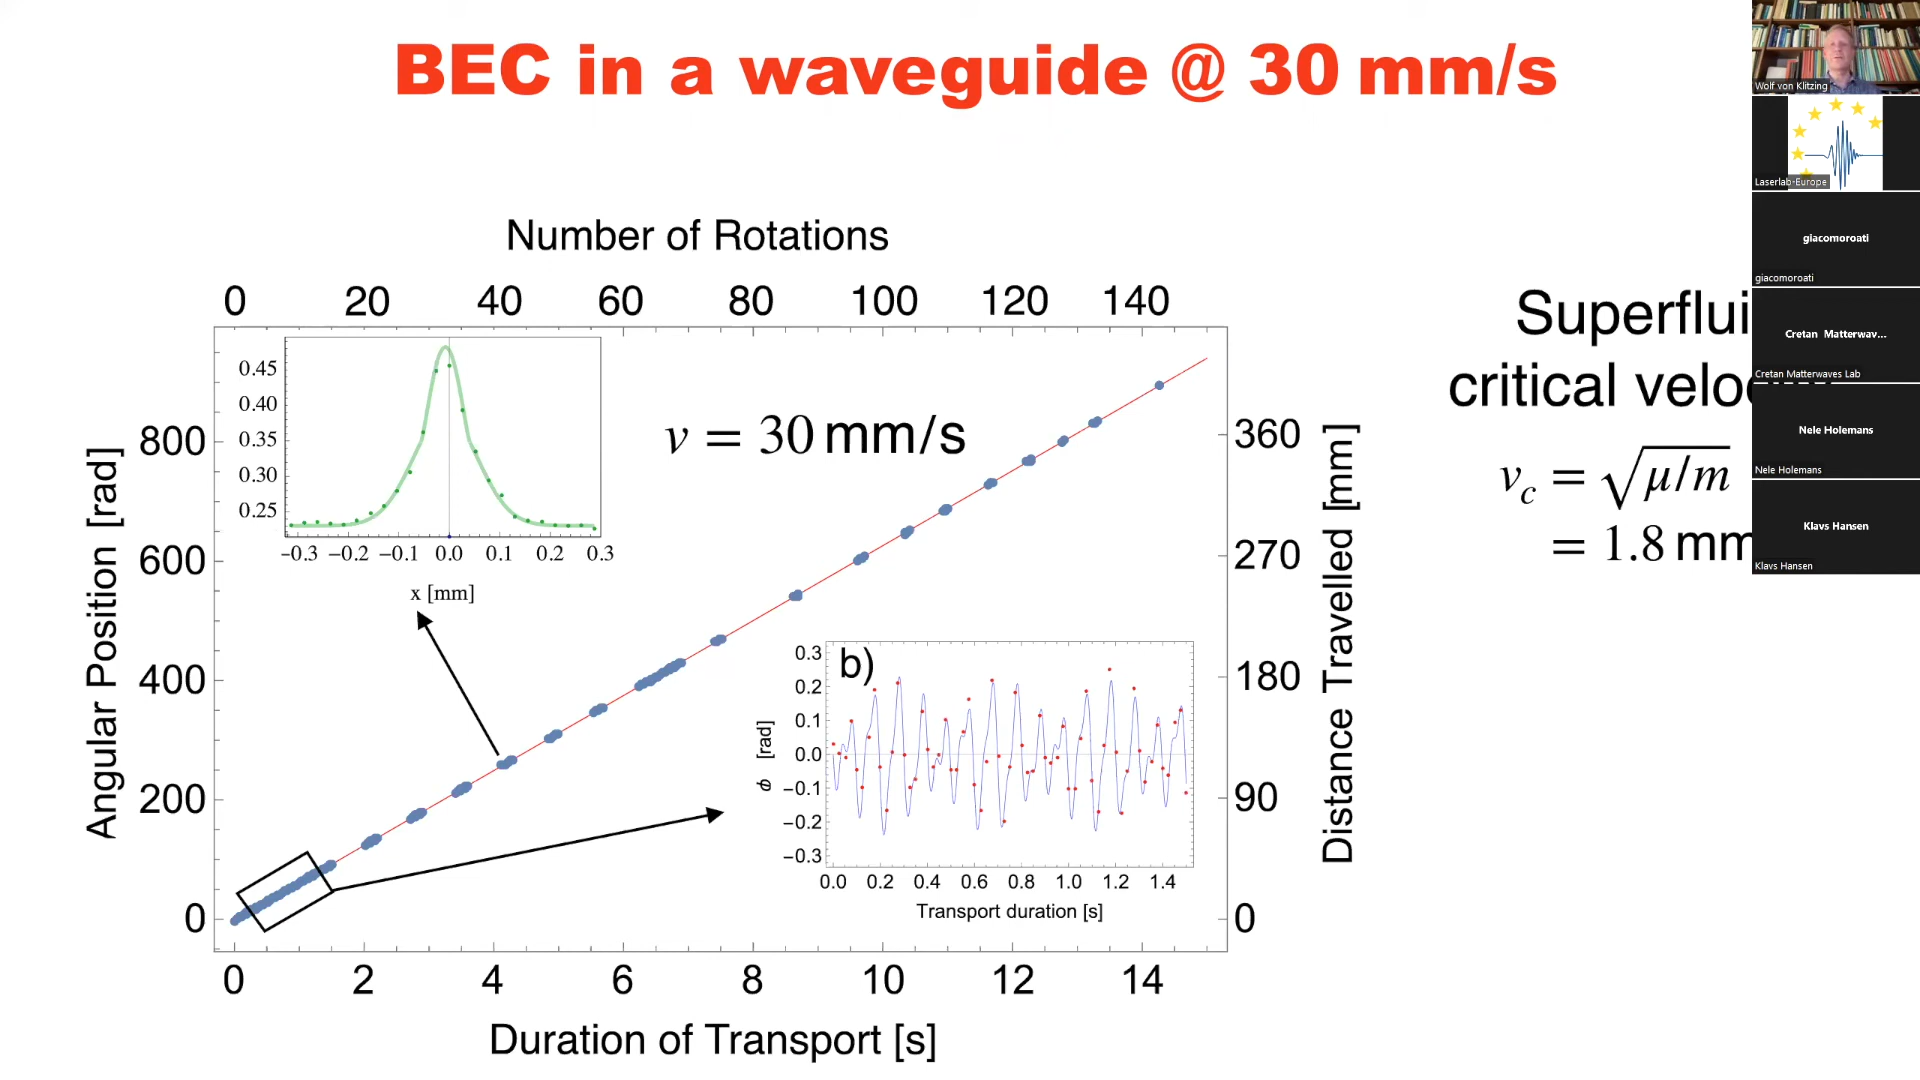 BEC in a waveguide @ 30 mm/s
Number of Rotations
0 20 40 60 80 100 120 140
Angular Position [rad]
800
600
400
200
0
0.45
0.40
0.35
0.30
0.25
−0.3 −0.2 −0.1 0.0 0.1 0.2 0.3
x [mm]
v = 30 mm/s
b)
ϕ [rad]
0.3
0.2
0.1
0.0
−0.1
−0.2
−0.3
0.0 0.2 0.4 0.6 0.8 1.0 1.2 1.4
Transport duration [s]
360
270
180
90
0
Distance Travelled [mm]
0 2 4 6 8 10 12 14
Duration of Transport [s]
Superflui
critical velo
v_c = √μ/m
= 1.8 mm
Wolf von Klitzing
Laserlab-Europe
giacomoroati
giacomoroati
Cretan Matterwav...
Cretan Matterwaves Lab
Nele Holemans
Nele Holemans
Klavs Hansen
Klavs Hansen